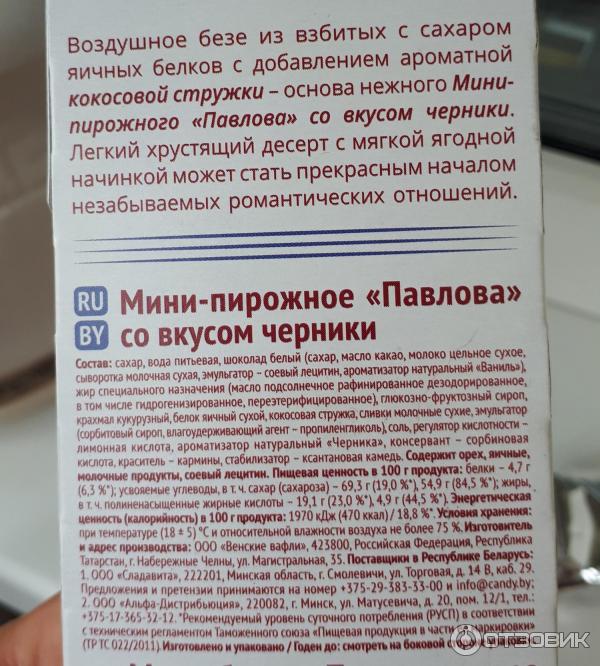 Воздушное безе из взбитых с сахаром
яичных белков с добавлением ароматной
кокосовой стружки – основа нежного Мини-
пирожного «Павлова» со вкусом черники.
Легкий хрустящий десерт с мягкой ягодной
начинкой может стать прекрасным началом
незабываемых романтических отношений.
RU
BY
Мини-пирожное «Павлова»
со вкусом черники
Состав: сахар, вода питьевая, шоколад белый (сахар, масло какао, молоко цельное сухое,
сыворотка молочная сухая, эмульгатор – соевый лецитин, ароматизатор натуральный «Ваниль»),
жир специального назначения (масло подсолнечное рафинированное дезодорированное,
в том числе гидрогенизированное, переэтерифицированное), глюкозно-фруктозный сироп,
крахмал кукурузный, белок яичный сухой, кокосовая стружка, сливки молочные сухие, эмульгатор
(сорбитовый сироп, влагоудерживающий агент – пропиленгликоль), соль, регулятор кислотности –
лимонная кислота, ароматизатор натуральный «Черника», консервант – сорбиновая
кислота, краситель – кармины, стабилизатор – ксантановая камедь. Содержит орех, яичные,
молочные продукты, соевый лецитин. Пищевая ценность в 100 г продукта: белки – 4,7 г
(6,3 %*); усвояемые углеводы, в т. ч. сахар (сахароза) – 69,3 г (19,0 %*), 54,9 г (84,5 %*); жиры,
в т. ч. полиненасыщенные жирные кислоты – 19,1 г (23,0 %*), 4,9 г (44,5 %*). Энергетическая
ценность (калорийность) в 100 г продукта: 1970 кДж (470 ккал) / 18,8 %*. Условия хранения:
при температуре (18 ± 5) °С и относительной влажности воздуха не более 75 %. Изготовитель
и адрес производства: ООО «Венские вафли», 423800, Российская Федерация, Республика
Татарстан, г. Набережные Челны, ул. Магистральная, 35. Поставщики в Республику Беларусь:
1. ООО «Сладавита», 222201, Минская область, г. Смолевичи, ул. Торговая, д. 14 В, каб. 29.
Предложения и претензии принимаются на номер +375-29-383-33-00 и info@candy.by;
2. ООО «Альфа-Дистрибьюция», 220082, г. Минск, ул. Матусевича, д. 20, пом. 12/1, тел.:
+375-17-365-32-12. *Рекомендуемый уровень суточного потребления (РУСП) в соответствии
с техническим регламентом Таможенного союза «Пищевая продукция в части ее маркировки»
(ТР ТС 022/2011). Изготовлено и упаковано / Годен до: смотреть на боковой стороне упаковки
ОТЗОВИК